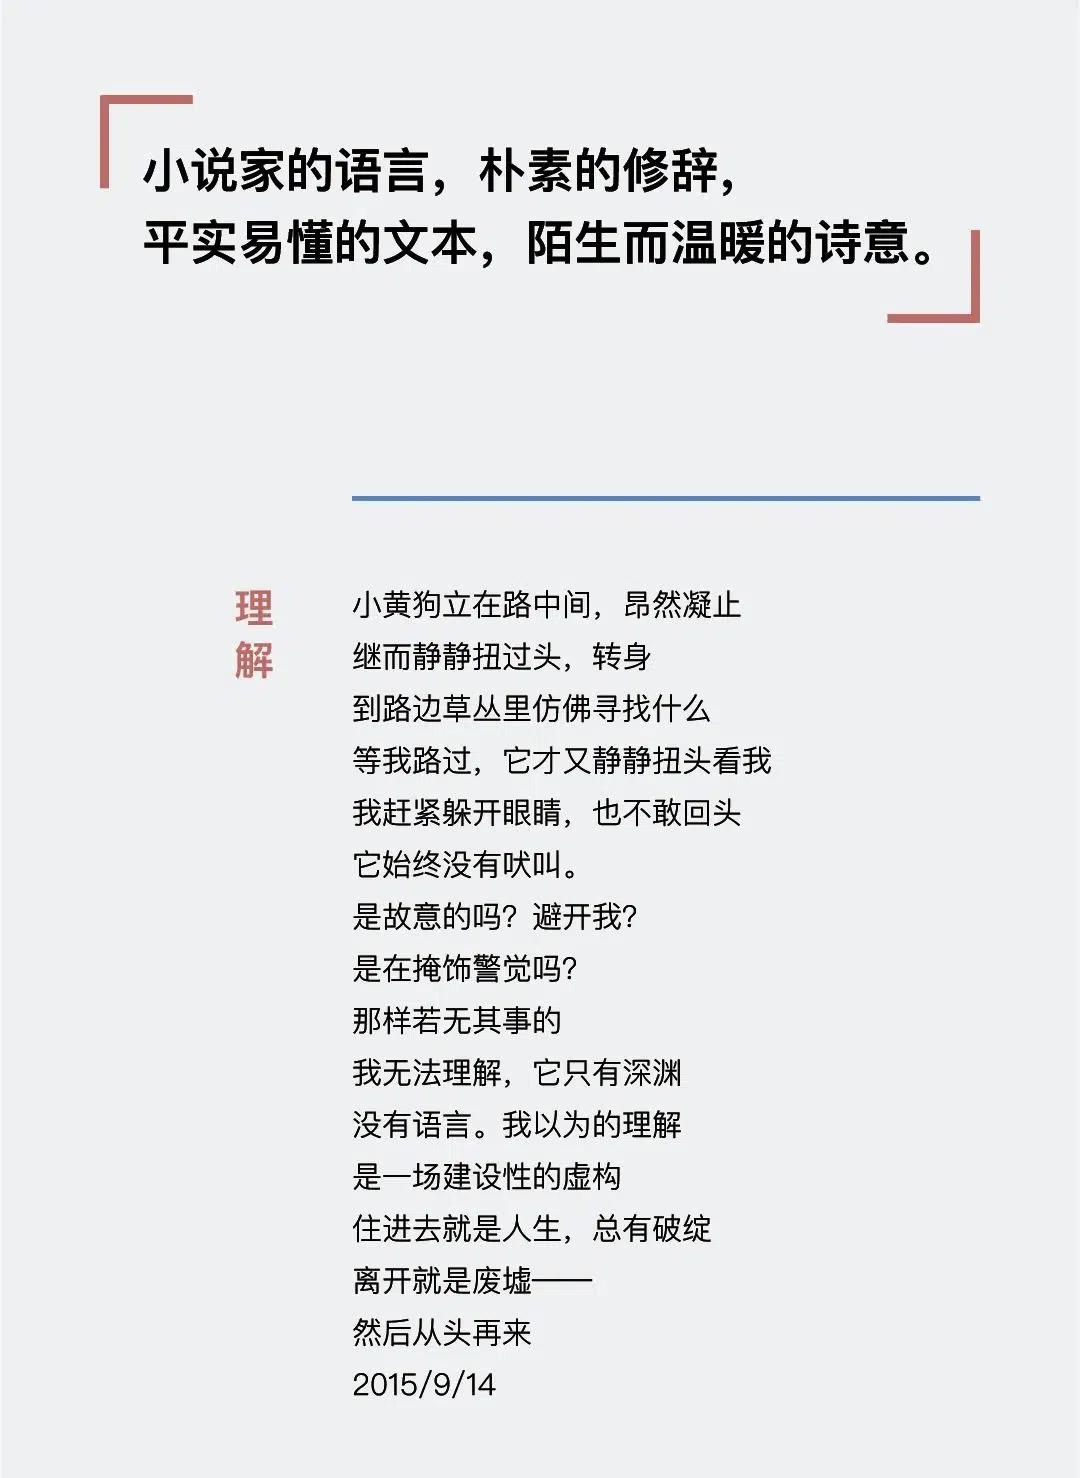 小说家的语言，朴素的修辞，
平实易懂的文本，陌生而温暖的诗意。
理解
小黄狗立在路中间，昂然凝止
继而静静扭过头，转身
到路边草丛里仿佛寻找什么
等我路过，它才又静静扭头看我
我赶紧躲开眼睛，也不敢回头
它始终没有吠叫。
是故意的吗？避开我？
是在掩饰警觉吗？
那样若无其事的
我无法理解，它只有深渊
没有语言。我以为的理解
是一场建设性的虚构
住进去就是人生，总有破绽
离开就是废墟——
然后从头再来
2015/9/14